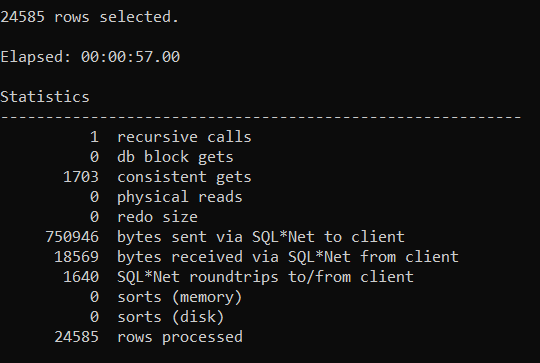 24585 rows selected.
Elapsed: 00:00:57.00
Statistics
----------------------------------------------------------
1  recursive calls
0  db block gets
1703  consistent gets
0  physical reads
0  redo size
750946  bytes sent via SQL*Net to client
18569  bytes received via SQL*Net from client
1640  SQL*Net roundtrips to/from client
0  sorts (memory)
0  sorts (disk)
24585  rows processed